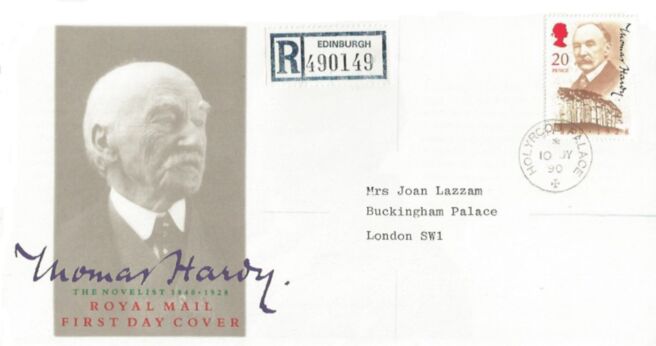 EDINBURGH
R 490149
20
PENCE
Thomas Hardy.
HOLYROOD PALACE
10 JY
90
Mrs Joan Lazzam
Buckingham Palace
London SW1
Thomas Hardy.
THE NOVELIST 1840·1928
ROYAL MAIL
FIRST DAY COVER